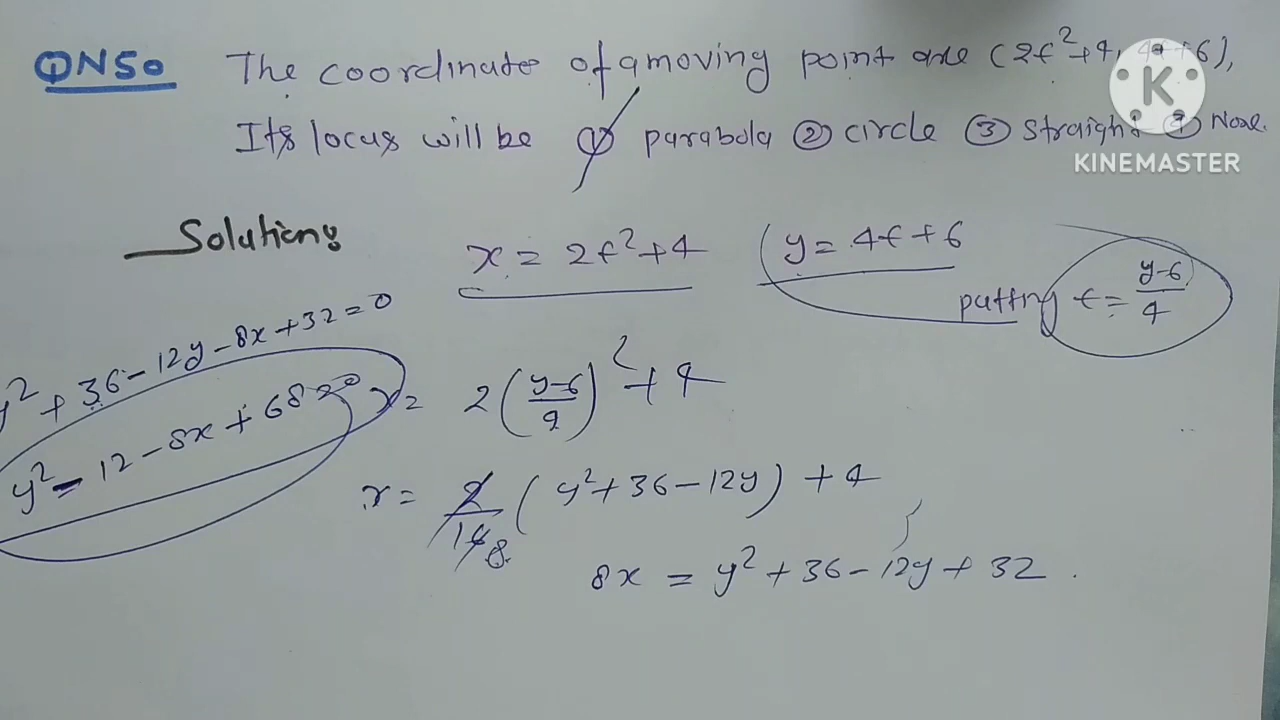 QNSo The coordinate of a moving point are (2t²+4, 4t+6),
Its locus will be ① parabola ② circle ③ straight ④ None.
K
KINEMASTER
Solution:
x = 2t²+4 y = 4t+6
putting t = y-6/4
y² + 36 - 12y - 8x + 32 = 0
y² - 12 - 8x + 68 = 0
x = 2(y-6/4)² + 4
x = 2/16 8 (y² + 36 - 12y) + 4
8x = y² + 36 - 12y + 32